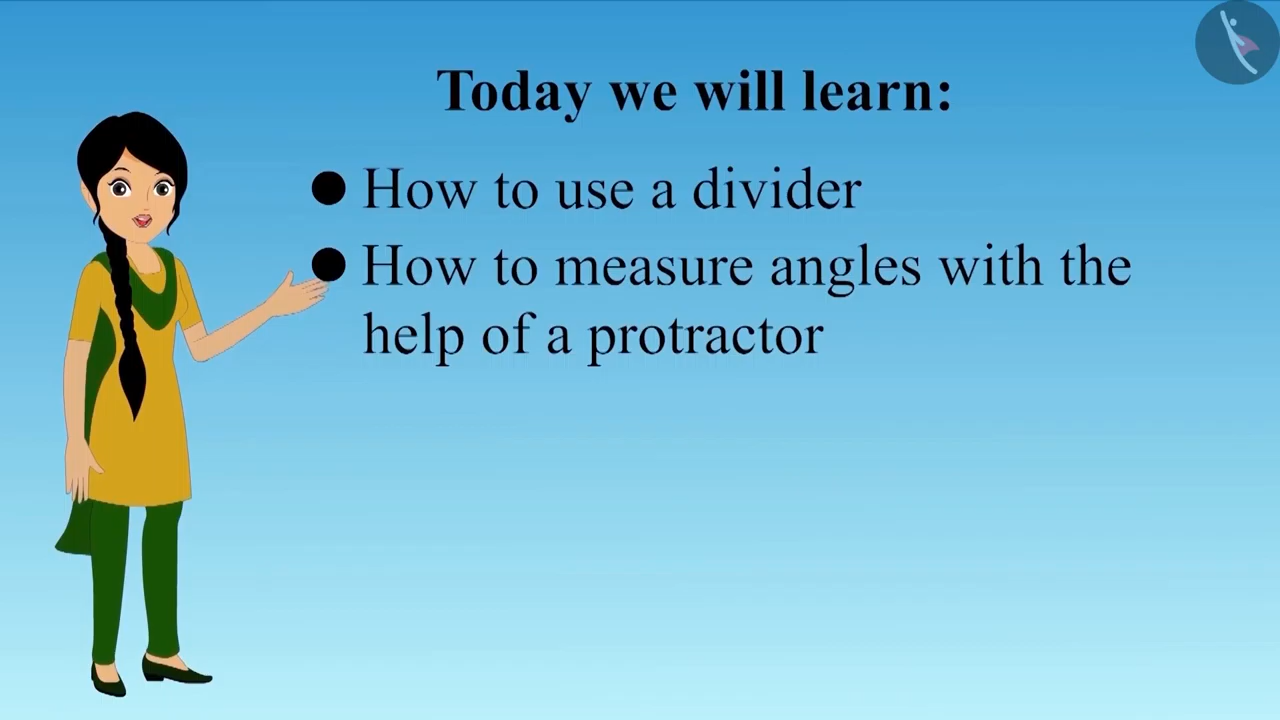 Today we will learn:
● How to use a divider
● How to measure angles with the
help of a protractor